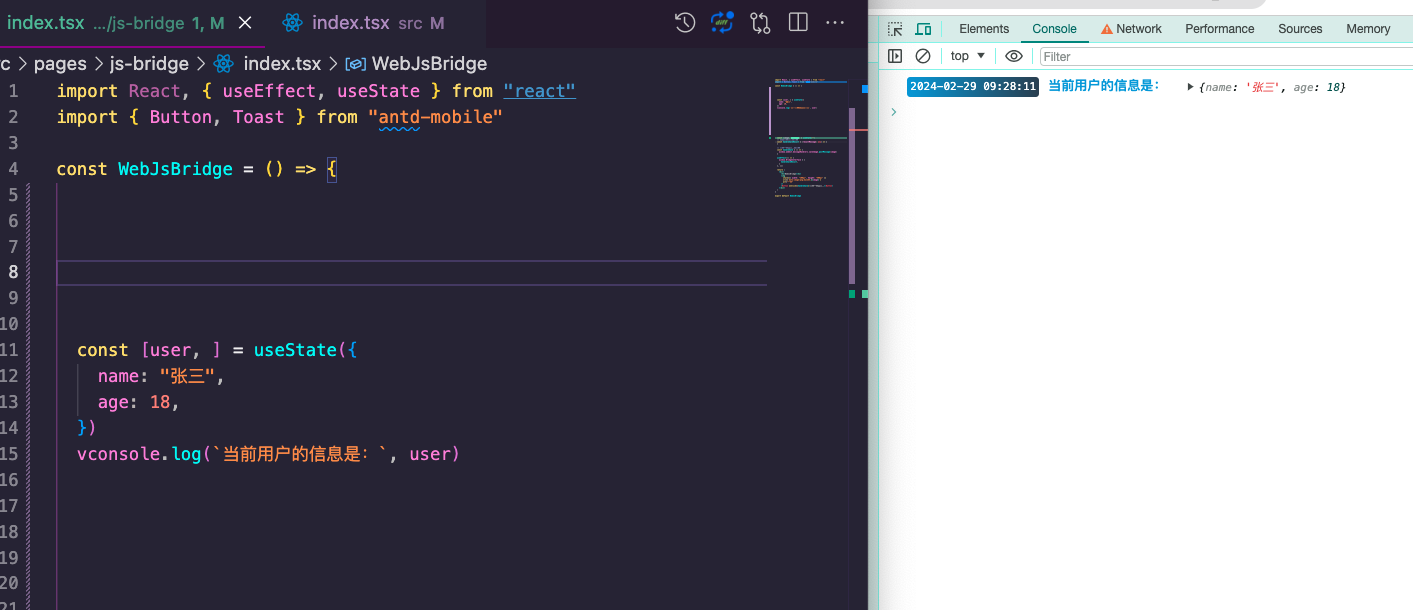 index.tsx .../js-bridge 1, M
index.tsx src M
rc > pages > js-bridge > index.tsx > WebJsBridge
1 import React, { useEffect, useState } from "react"
2 import { Button, Toast } from "antd-mobile"
3
4 const WebJsBridge = () => {
5
6
7
8
9
10
11 const [user, ] = useState({
12 name: "张三",
13 age: 18,
14 })
15 vconsole.log(`当前用户的信息是：`, user)
16
17
18
19
20
21
Elements Console Network Performance Sources Memory
top Filter
2024-02-29 09:28:11 当前用户的信息是： {name: '张三', age: 18}